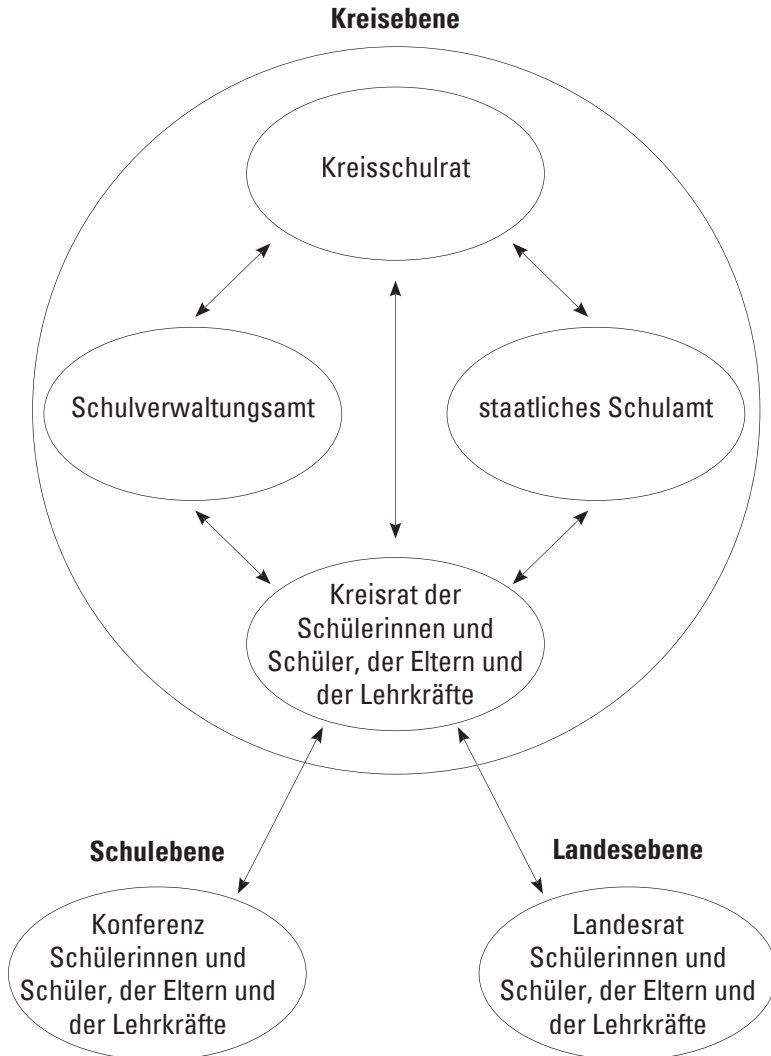 Kreisebene
Kreisschulrat
Schulverwaltungsamt
staatliches Schulamt
Kreisrat der
Schülerinnen und
Schüler, der Eltern und
der Lehrkräfte
Schulebene
Konferenz
Schülerinnen und
Schüler, der Eltern und
der Lehrkräfte
Landesebene
Landesrat
Schülerinnen und
Schüler, der Eltern und
der Lehrkräfte